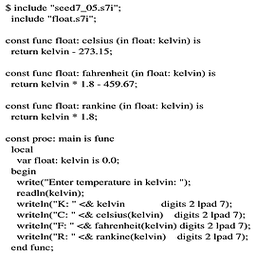 $ include "seed7_05.s7i";
include "float.s7i";
const func float: celsius (in float: kelvin) is
return kelvin - 273.15;
const func float: fahrenheit (in float: kelvin) is
return kelvin * 1.8 - 459.67;
const func float: rankine (in float: kelvin) is
return kelvin * 1.8;
const proc: main is func
local
var float: kelvin is 0.0;
begin
write("Enter temperature in kelvin: ");
readln(kelvin);
writeln("K: " <& kelvin digits 2 lpad 7);
writeln("C: " <& celsius(kelvin) digits 2 lpad 7);
writeln("F: " <& fahrenheit(kelvin) digits 2 lpad 7);
writeln("R: " <& rankine(kelvin) digits 2 lpad 7);
end func;